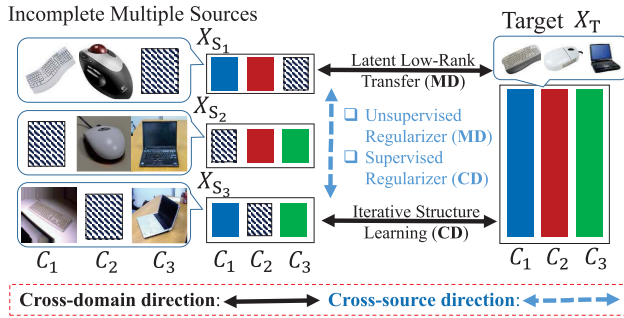 Incomplete Multiple Sources
Target X_T
X_S₁
Latent Low-Rank
Transfer (MD)
X_S₂
❑ Unsupervised
Regularizer (MD)
❑ Supervised
Regularizer (CD)
X_S₃
Iterative Structure
Learning (CD)
C₁ C₂ C₃ C₁ C₂ C₃ C₁ C₂ C₃
Cross-domain direction: Cross-source direction: